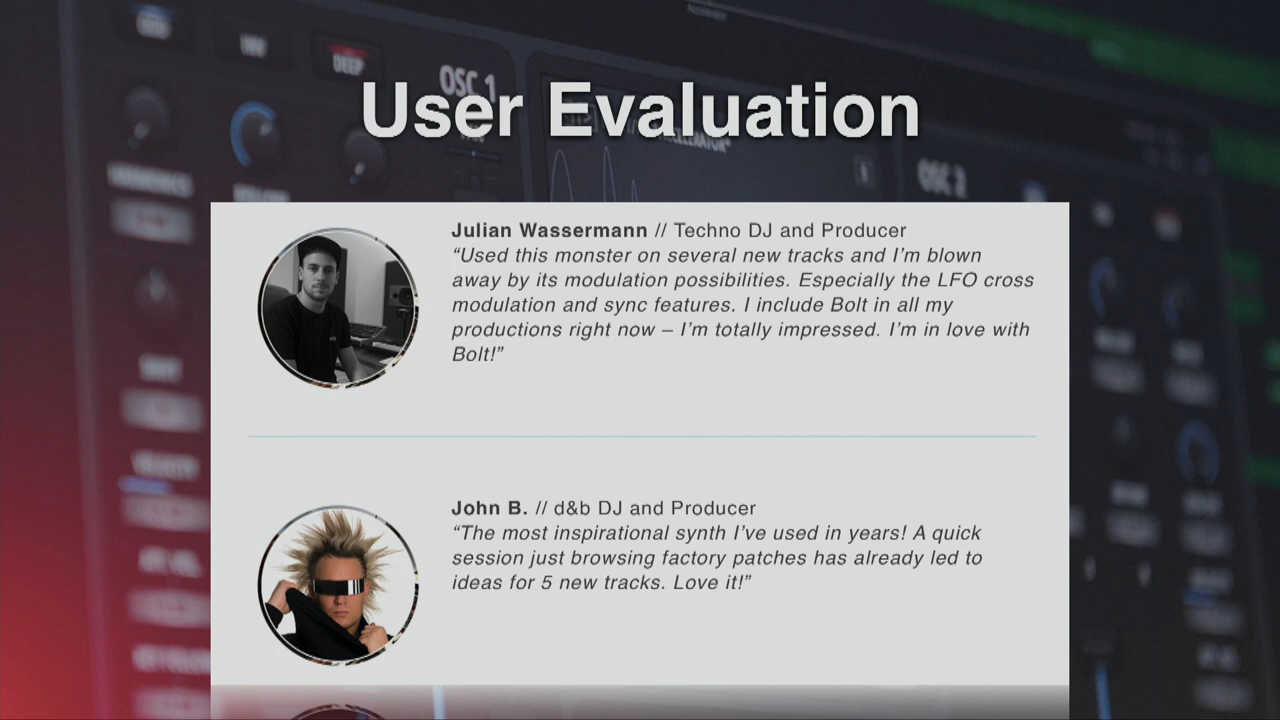 INV
DEEP
OSC 1
User Evaluation
OSC 2
Julian Wassermann // Techno DJ and Producer
“Used this monster on several new tracks and I’m blown
away by its modulation possibilities. Especially the LFO cross
modulation and sync features. I include Bolt in all my
productions right now – I’m totally impressed. I’m in love with
Bolt!”
VELOCITY
John B. // d&b DJ and Producer
“The most inspirational synth I’ve used in years! A quick
session just browsing factory patches has already led to
ideas for 5 new tracks. Love it!”